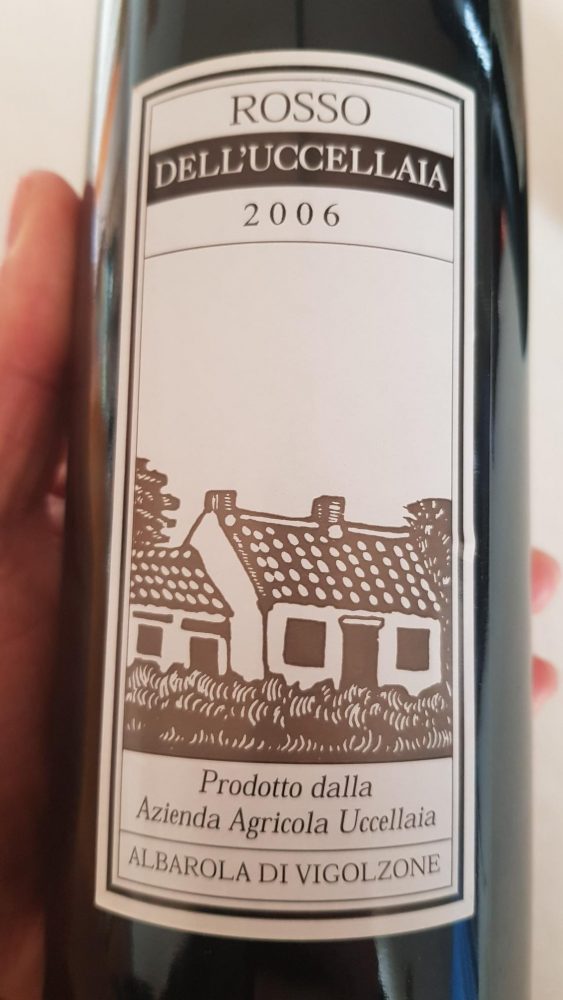 ROSSO
DELL'UCCELLAIA
2006
Prodotto dalla
Azienda Agricola Uccellaia
ALBAROLA DI VIGOLZONE